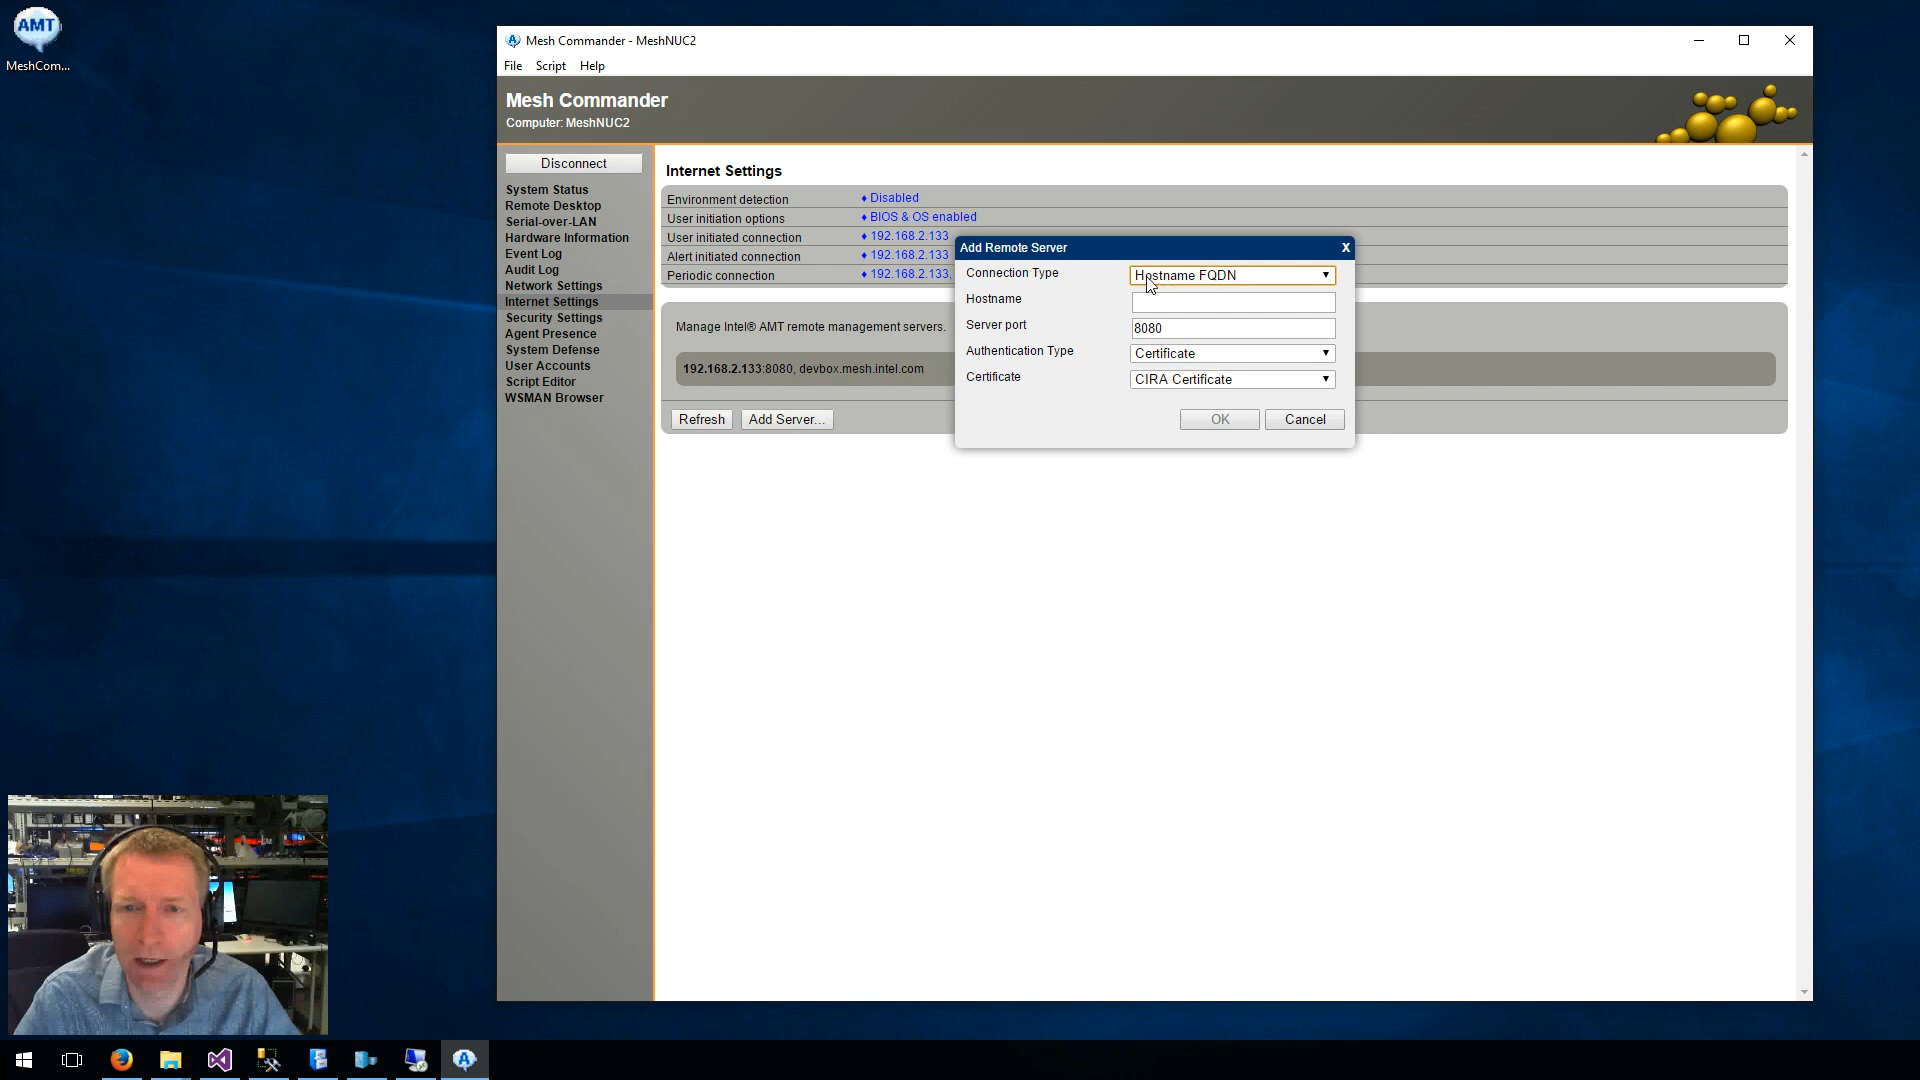 AMT
MeshCom...
Mesh Commander - MeshNUC2
File Script Help
Mesh Commander
Computer: MeshNUC2
Disconnect
System Status
Remote Desktop
Serial-over-LAN
Hardware Information
Event Log
Audit Log
Network Settings
Internet Settings
Security Settings
Agent Presence
System Defense
User Accounts
Script Editor
WSMAN Browser
Internet Settings
Environment detection ♦ Disabled
User initiation options ♦ BIOS & OS enabled
User initiated connection ♦ 192.168.2.133
Alert initiated connection ♦ 192.168.2.133
Periodic connection ♦ 192.168.2.133,
Manage Intel® AMT remote management servers.
192.168.2.133:8080, devbox.mesh.intel.com
Refresh Add Server...
Add Remote Server X
Connection Type Hostname FQDN
Hostname
Server port 8080
Authentication Type Certificate
Certificate CIRA Certificate
OK Cancel